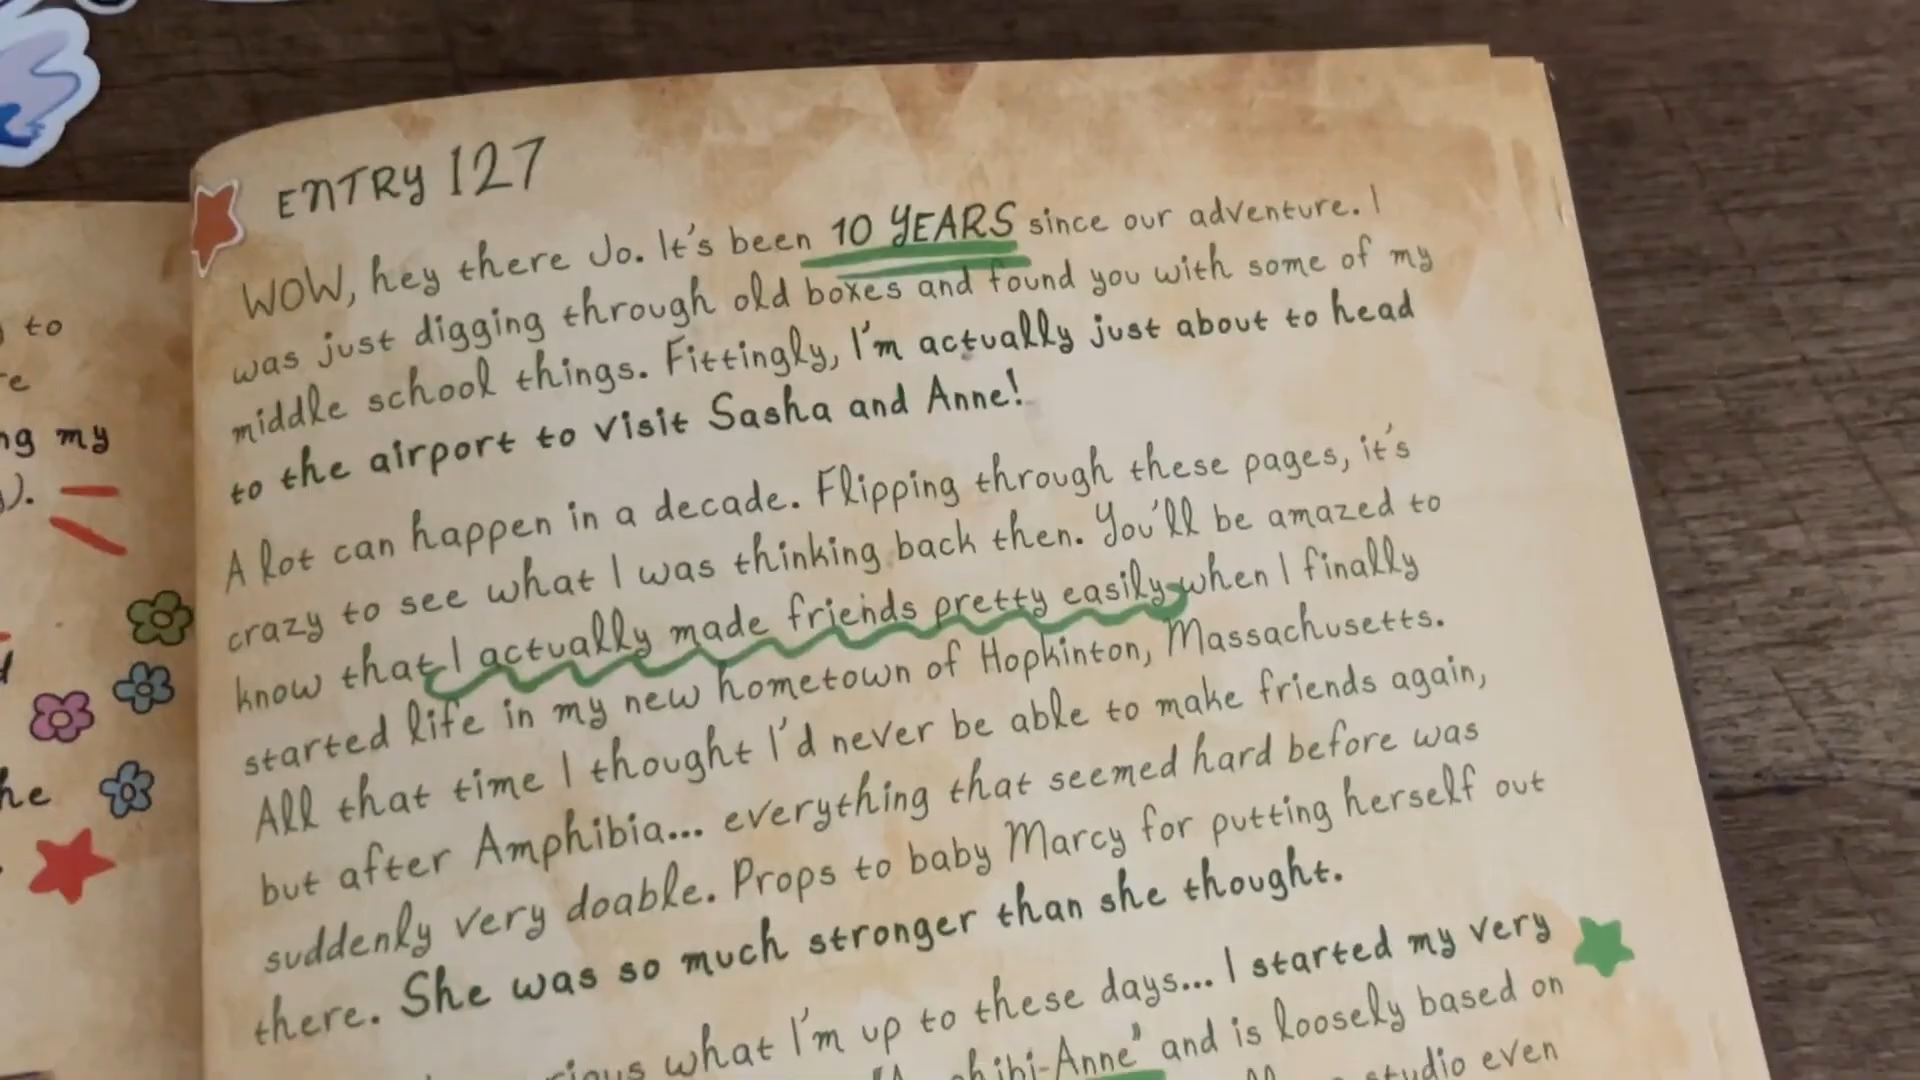 to
ng my
he
ENTRY 127
WOW, hey there Jo. It's been 10 YEARS since our adventure. I
was just digging through old boxes and found you with some of my
middle school things. Fittingly, I'm actually just about to head
to the airport to visit Sasha and Anne!
A lot can happen in a decade. Flipping through these pages, it's
crazy to see what I was thinking back then. You'll be amazed to
know that I actually made friends pretty easily when I finally
started life in my new hometown of Hopkinton, Massachusetts.
All that time I thought I'd never be able to make friends again,
but after Amphibia... everything that seemed hard before was
suddenly very doable. Props to baby Marcy for putting herself out
there. She was so much stronger than she thought.
what I'm up to these days... I started my very
hibi-Anne" and is loosely based on
studio even